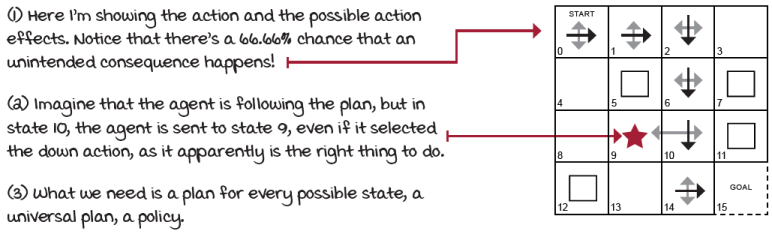 (1) Here I'm showing the action and the possible action
effects. Notice that there's a 66.66% chance that an
unintended consequence happens!
(2) Imagine that the agent is following the plan, but in
state 10, the agent is sent to state 9, even if it selected
the down action, as it apparently is the right thing to do.
(3) What we need is a plan for every possible state, a
universal plan, a policy.
START
0 1 2 3
4 5 6 7
8 9 10 11
GOAL
12 13 14 15